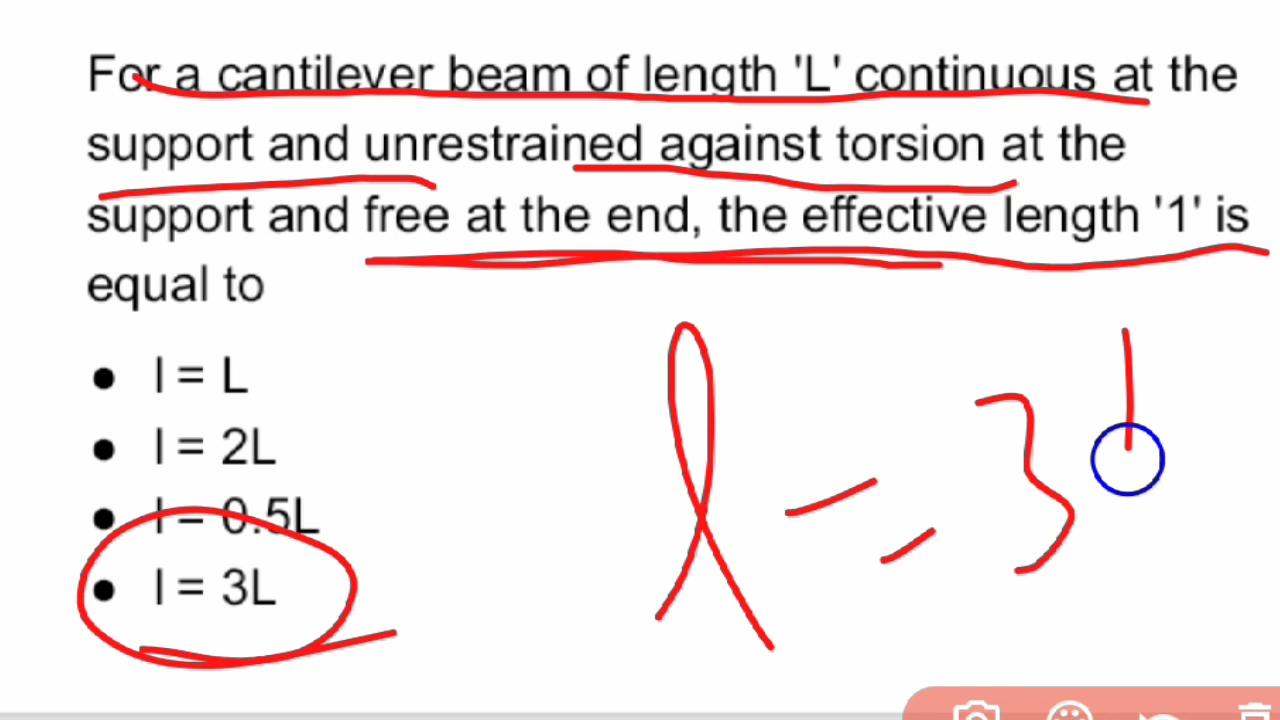 For a cantilever beam of length 'L' continuous at the
support and unrestrained against torsion at the
support and free at the end, the effective length '1' is
equal to
● l = L
● l = 2L
● l = 0.5L
● l = 3L
l = 3